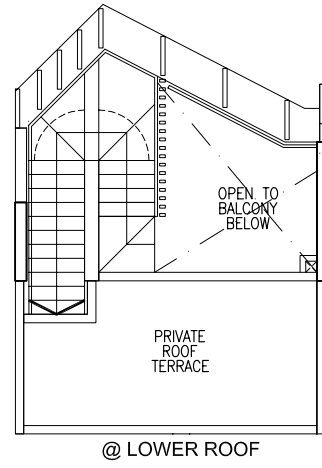 OPEN TO
BALCONY
BELOW
PRIVATE
ROOF
TERRACE
@ LOWER ROOF